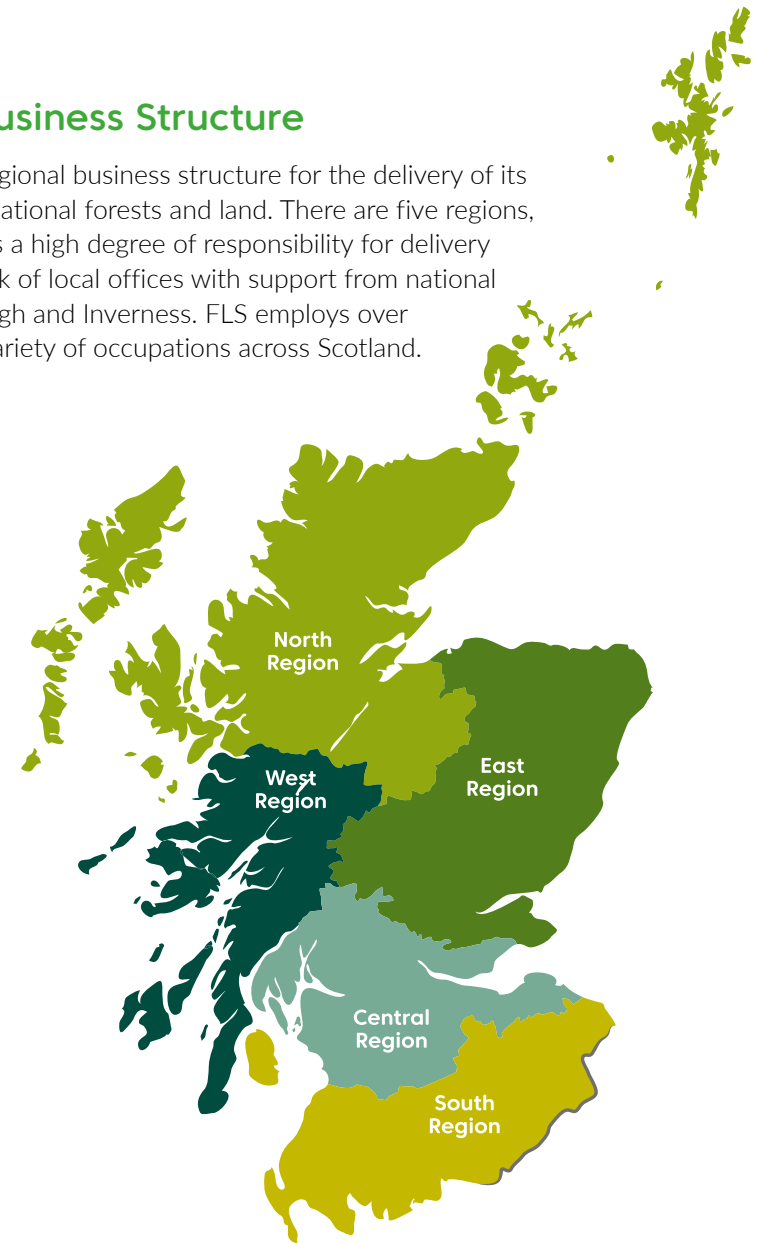 usiness Structure
gional business structure for the delivery of its
ational forests and land. There are five regions,
s a high degree of responsibility for delivery
k of local offices with support from national
gh and Inverness. FLS employs over
ariety of occupations across Scotland.
North
Region
East
Region
West
Region
Central
Region
South
Region